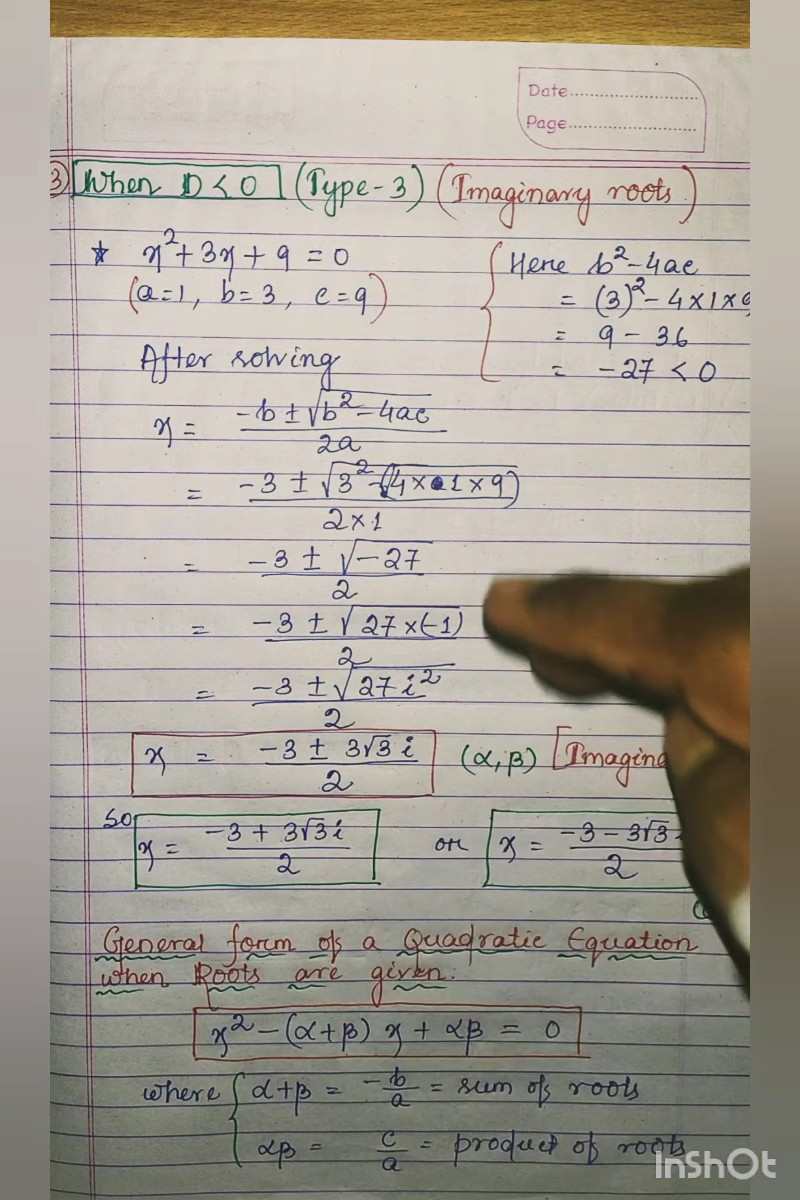 Date
Page
3) When D < 0 (Type-3) (Imaginary roots)
* x² + 3x + 9 = 0
(a=1, b=3, c=9)
Here b²-4ac
= (3)² - 4×1×9
= 9 - 36
= -27 < 0
After solving
x = -b ± √b² - 4ac / 2a
= -3 ± √3² - (4×1×9) / 2×1
= -3 ± √-27 / 2
= -3 ± √27×(-1) / 2
= -3 ± √27i² / 2
x = -3 ± 3√3 i / 2 (α, β) [Imagina
so x = -3 + 3√3 i / 2 or x = -3 - 3√3 / 2
General form of a Quadratic Equation
when Roots are given.
x² - (α+β) x + αβ = 0
where { α+β = -b/a = sum of roots
αβ = c/a = product of roots
InShOt